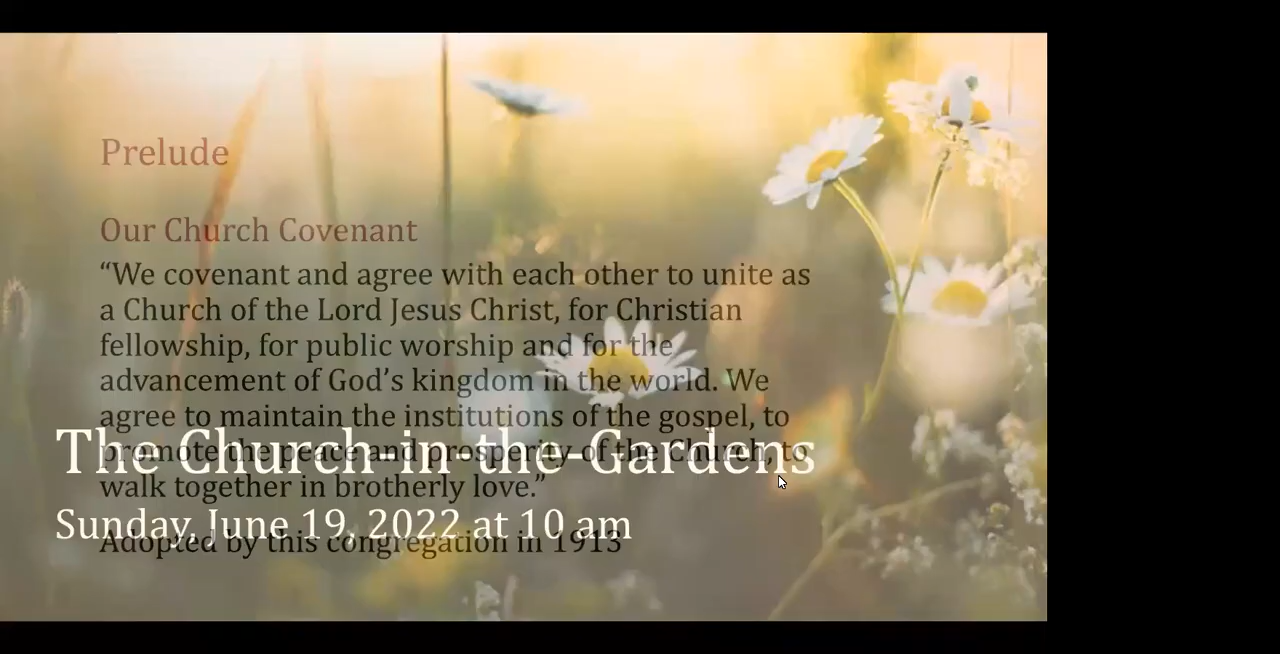 Prelude
Our Church Covenant
“We covenant and agree with each other to unite as
a Church of the Lord Jesus Christ, for Christian
fellowship, for public worship and for the
advancement of God’s kingdom in the world. We
agree to maintain the institutions of the gospel, to
promote the peace and prosperity of the Church, to
The Church-in-the-Gardens
walk together in brotherly love.”
Sunday, June 19, 2022 at 10 am
Adopted by this congregation in 1913